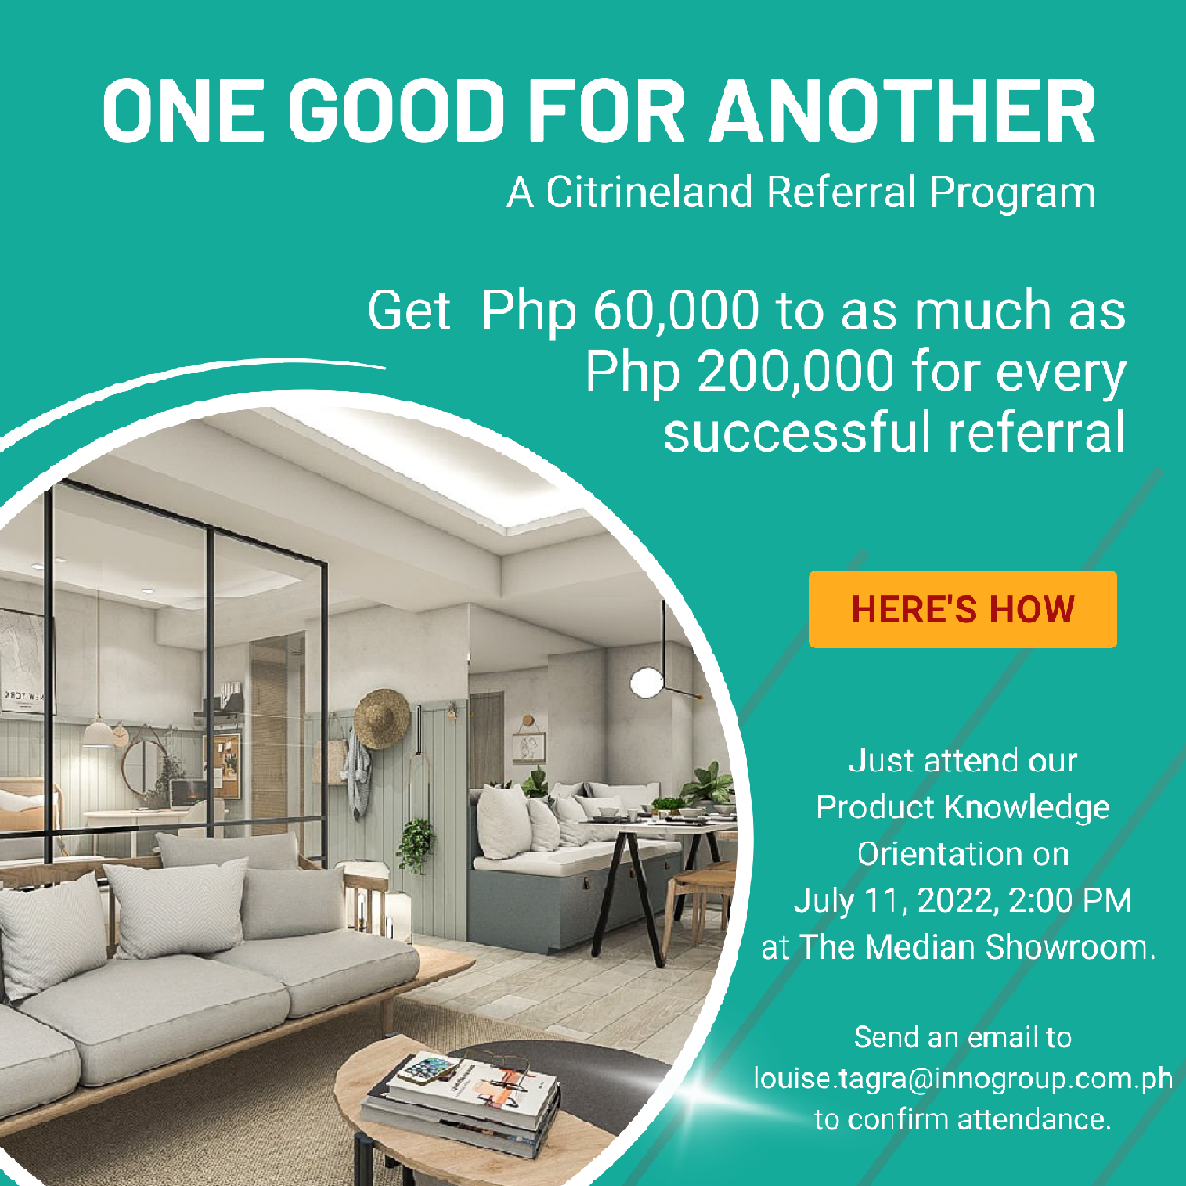 ONE GOOD FOR ANOTHER
A Citrineland Referral Program
Get Php 60,000 to as much as
Php 200,000 for every
successful referral
HERE'S HOW
Just attend our
Product Knowledge
Orientation on
July 11, 2022, 2:00 PM
at The Median Showroom.
Send an email to
louise.tagra@innogroup.com.ph
to confirm attendance.